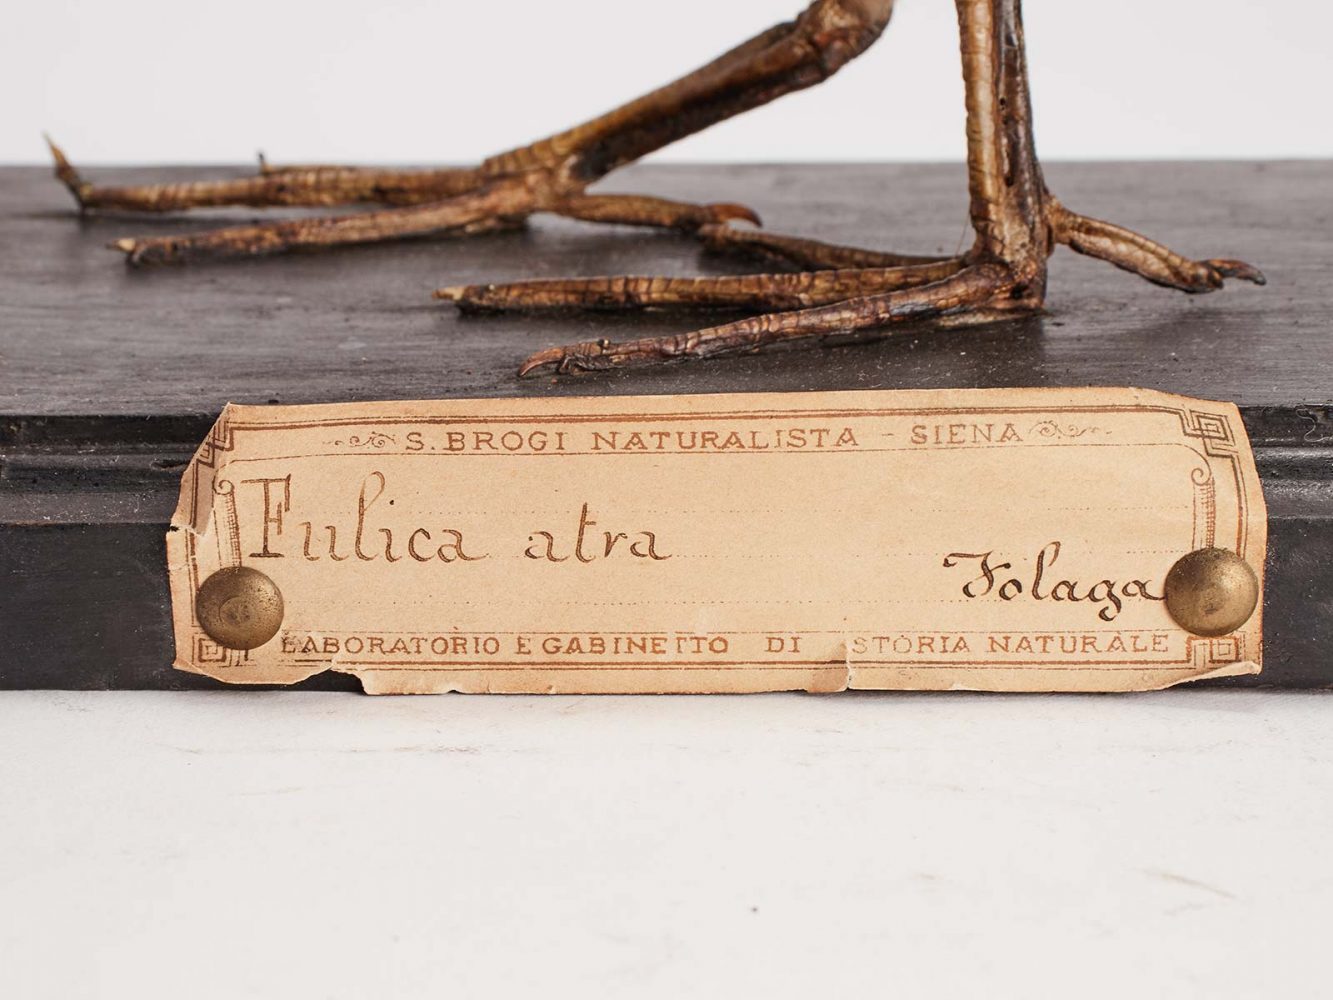 S. BROGI NATURALISTA - SIENA
Fulica atra
Folaga
LABORATORIO E GABINETTO DI STORIA NATURALE